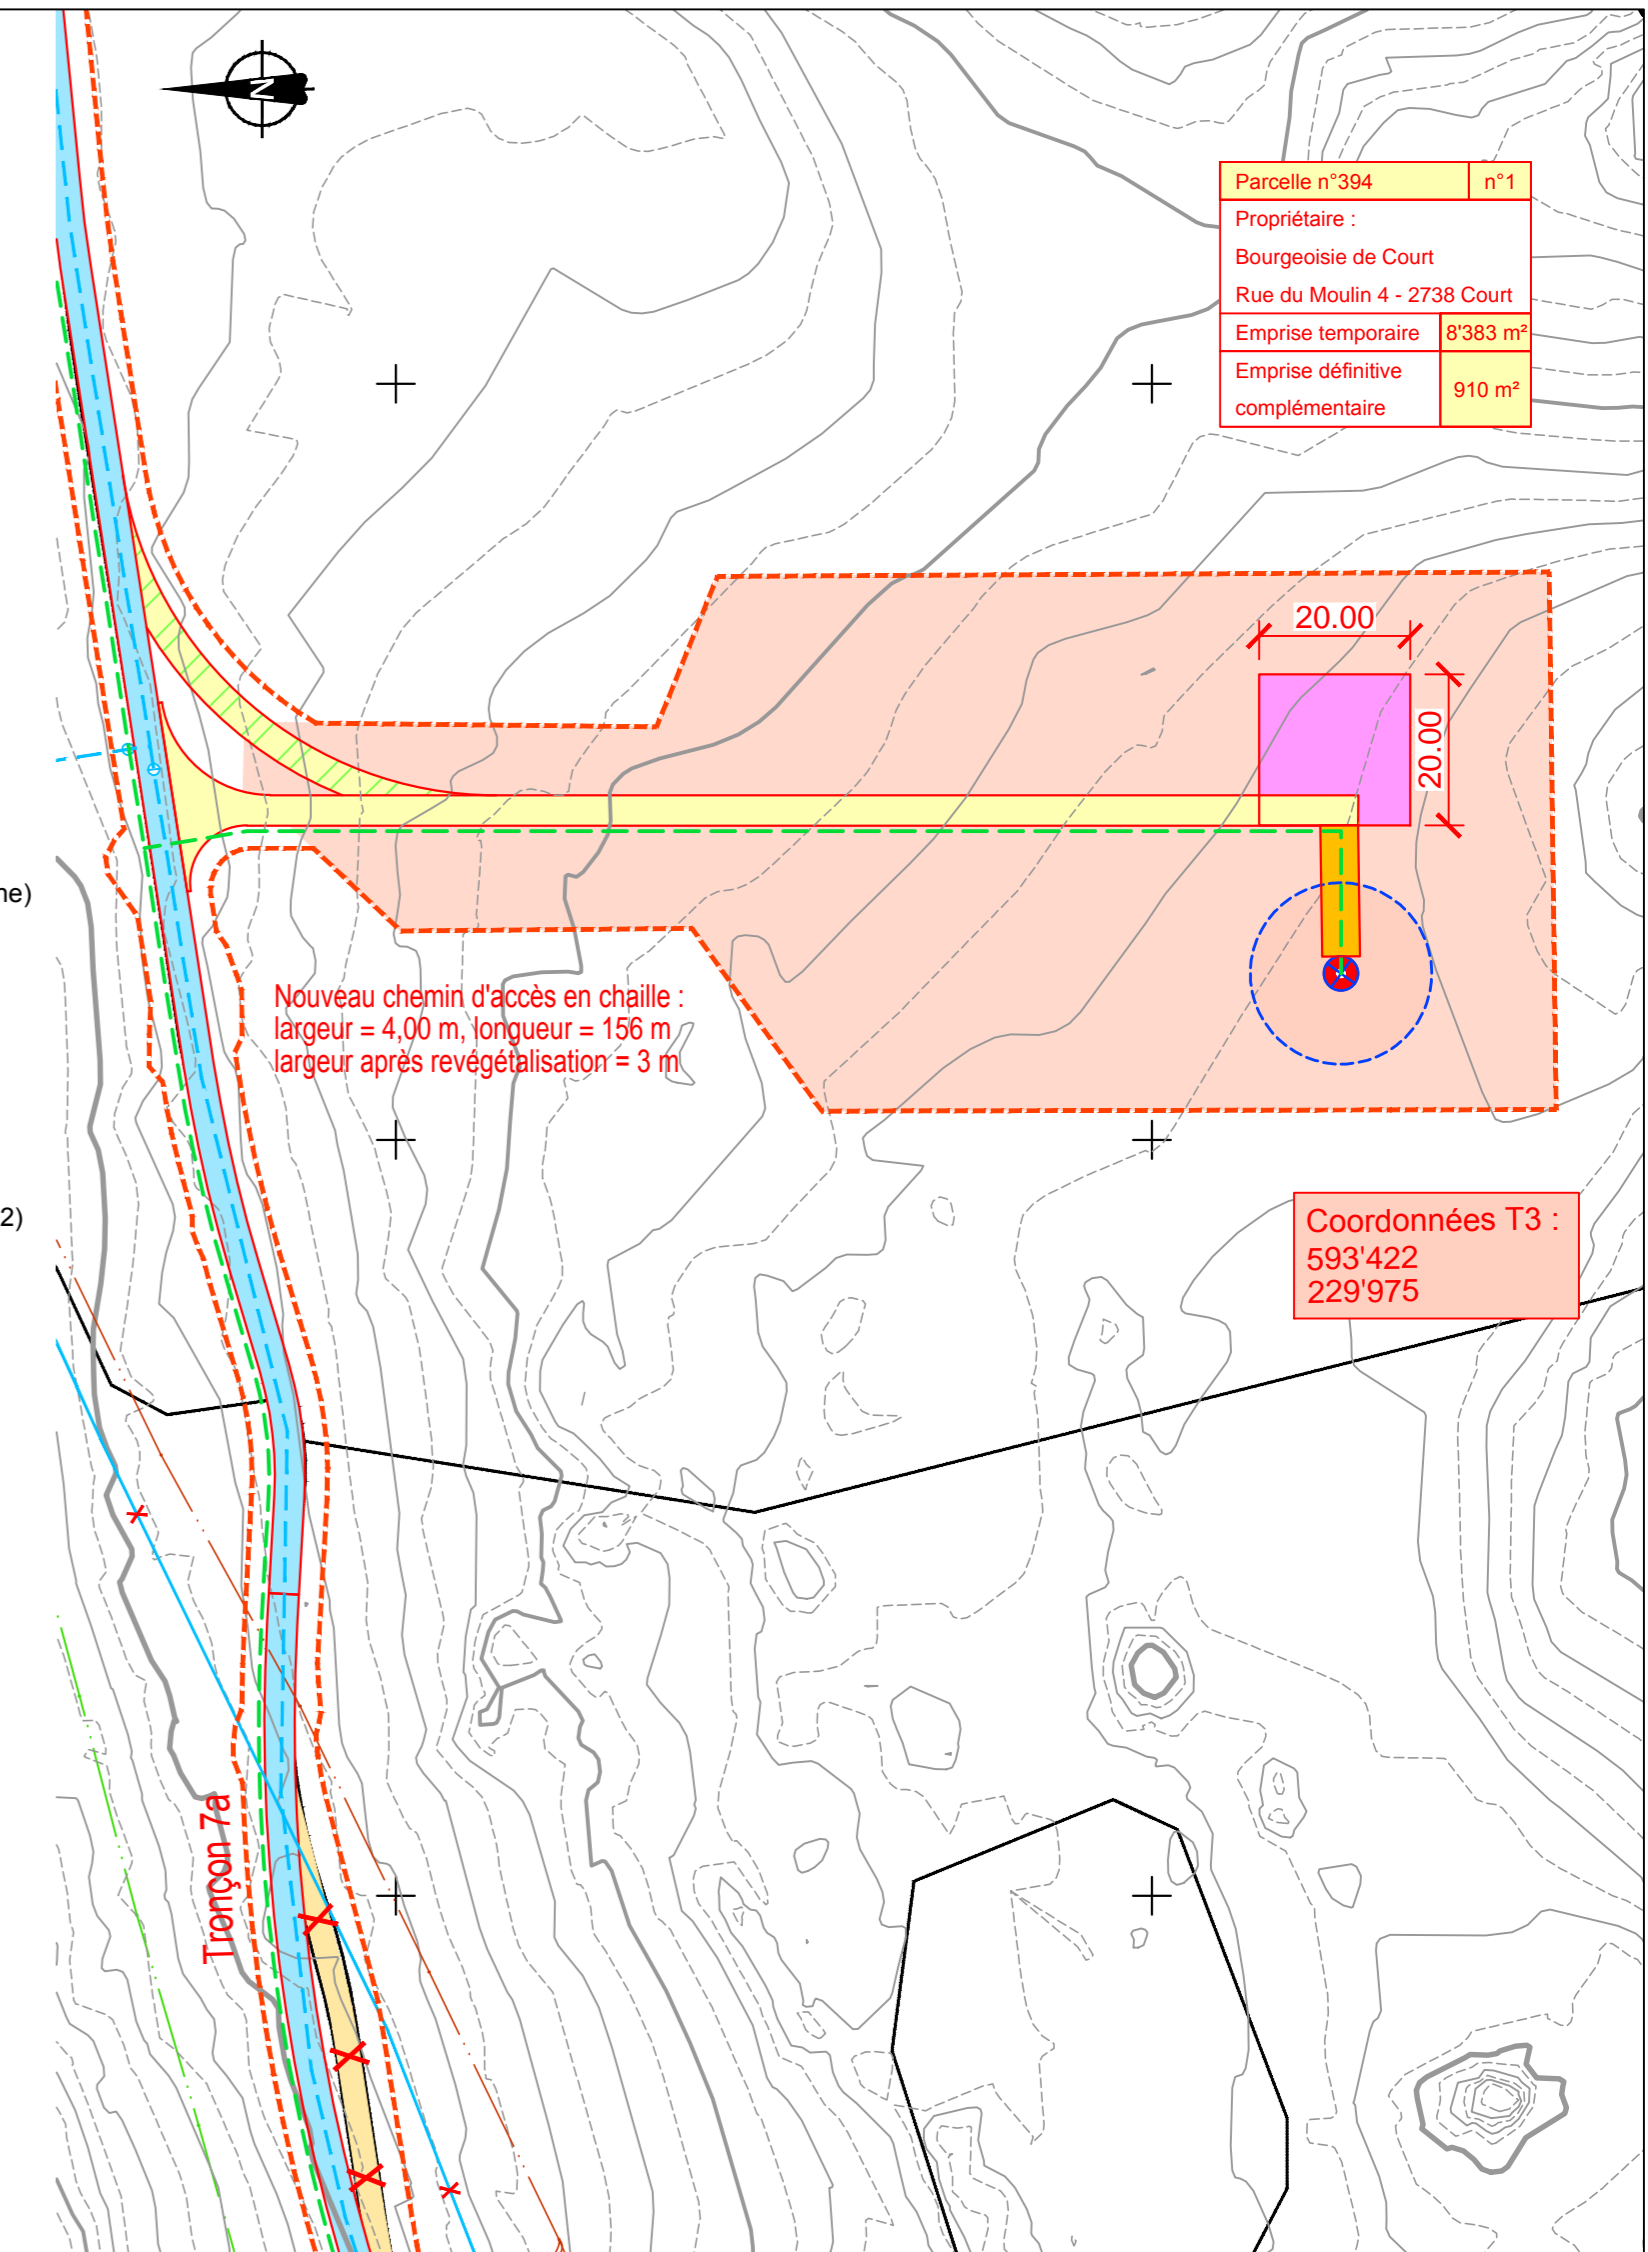 N
Parcelle n°394 n°1
Propriétaire :
Bourgeoisie de Court
Rue du Moulin 4 - 2738 Court
Emprise temporaire 8'383 m²
Emprise définitive
complémentaire 910 m²
20.00
20.00
ne)
Nouveau chemin d'accès en chaille :
largeur = 4,00 m, longueur = 156 m
largeur après revégétalisation = 3 m
2)
Coordonnées T3 :
593'422
229'975
Tronçon 7a